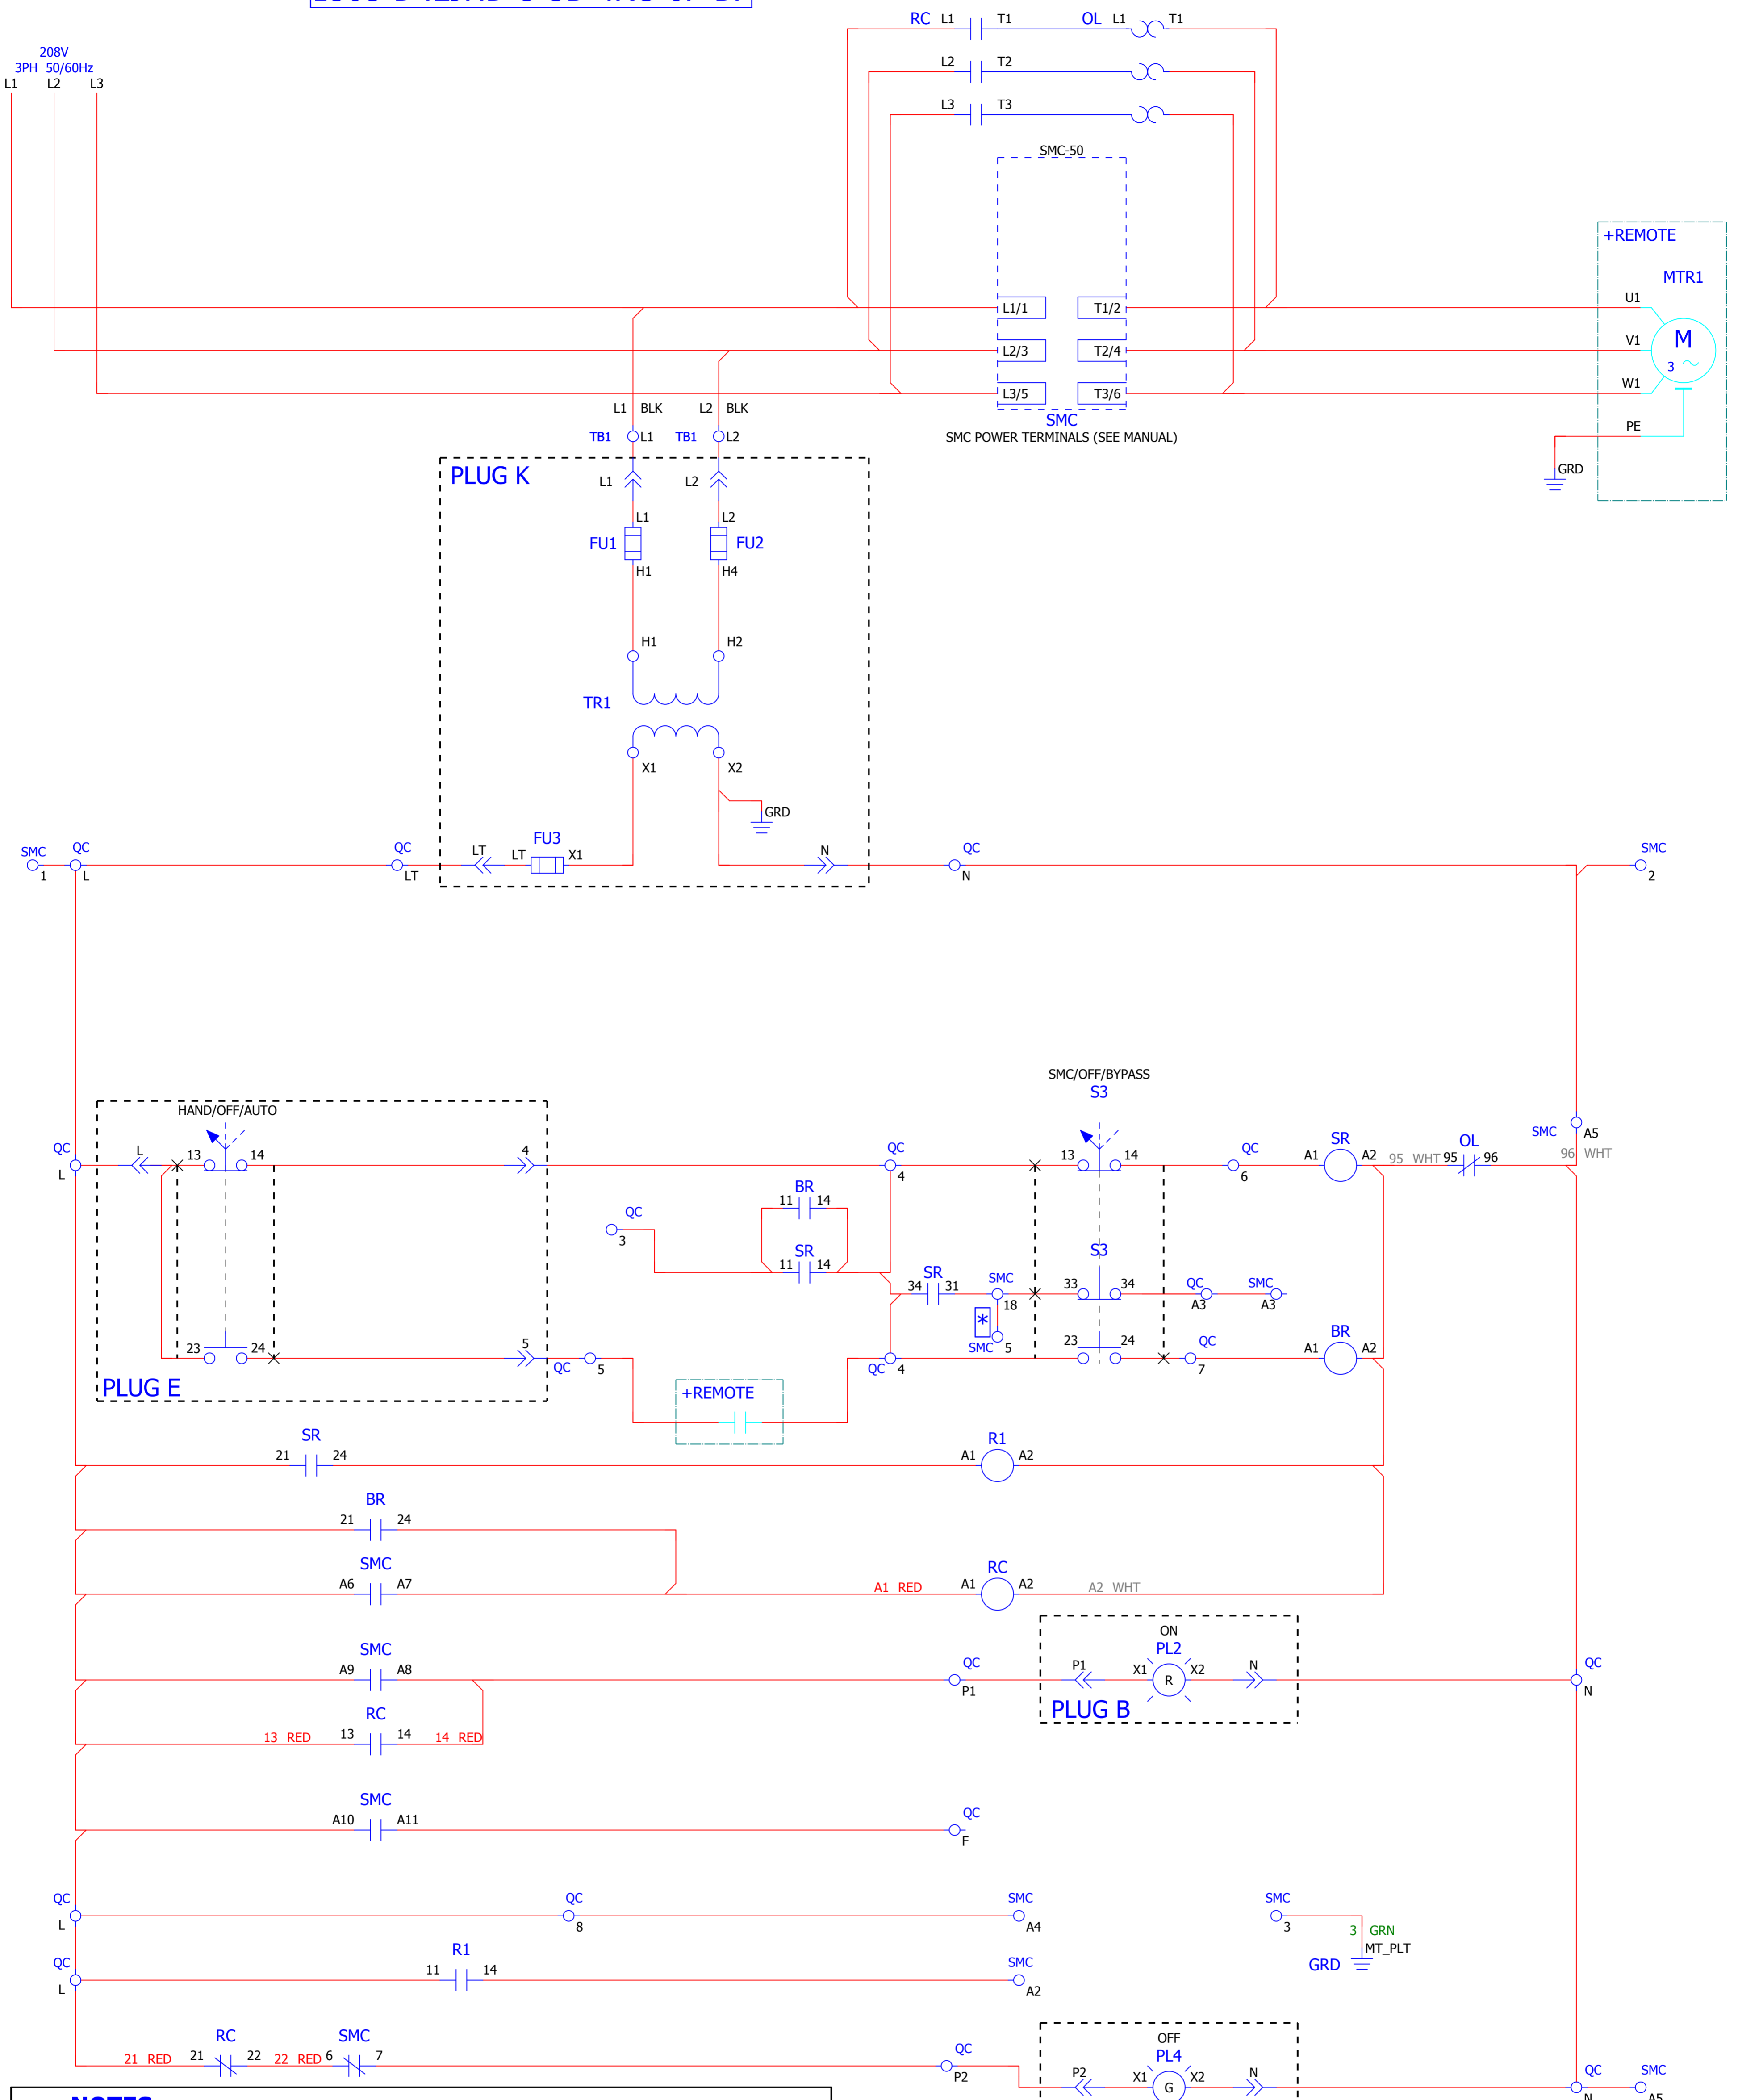 RC L1 T1 OL L1 T1
208V
3PH 50/60Hz
L1 L2 L3
L2 T2
L3 T3
SMC-50
+REMOTE
MTR1
L1/1 T1/2 U1
L2/3 T2/4 V1 M
3
L3/5 T3/6 W1
L1 BLK L2 BLK
SMC
PE
TB1 L1 TB1 L2
SMC POWER TERMINALS (SEE MANUAL)
GRD
PLUG K
L1 L2
L1 L2
FU1 FU2
H1 H4
H1 H2
TR1
X1 X2
GRD
FU3
SMC QC QC LT LT X1 N QC SMC
1 L LT N 2
SMC/OFF/BYPASS
S3
HAND/OFF/AUTO
SMC A5
QC L 13 14 4 QC 13 14 QC SR OL
A1 A2 95 WHT 95 96 96 WHT
L 4 6
BR
11 14
QC
3
SR
11 14
S3
SR
34 31 SMC 33 34 QC SMC
18 A3 A3
*
SMC 5
23 24 5 23 24 QC BR
A1 A2
QC 5 QC 4 7
PLUG E
+REMOTE
SR
21 24
R1
A1 A2
BR
21 24
SMC
A6 A7
RC
A1 RED A1 A2 A2 WHT
ON
SMC
A9 A8
QC
P1
P1 X1 PL2 X2 N
R
QC
N
PLUG B
RC
13 RED 13 14 14 RED
SMC
A10 A11
QC
F
QC QC SMC SMC
L 8 A4 3
3 GRN
MT_PLT
GRD
QC R1 SMC
11 14
L A2
OFF
RC SMC
21 RED 21 22 22 RED 6 7
QC
P2
P2 X1 PL4 X2 N
G
QC SMC
N A5